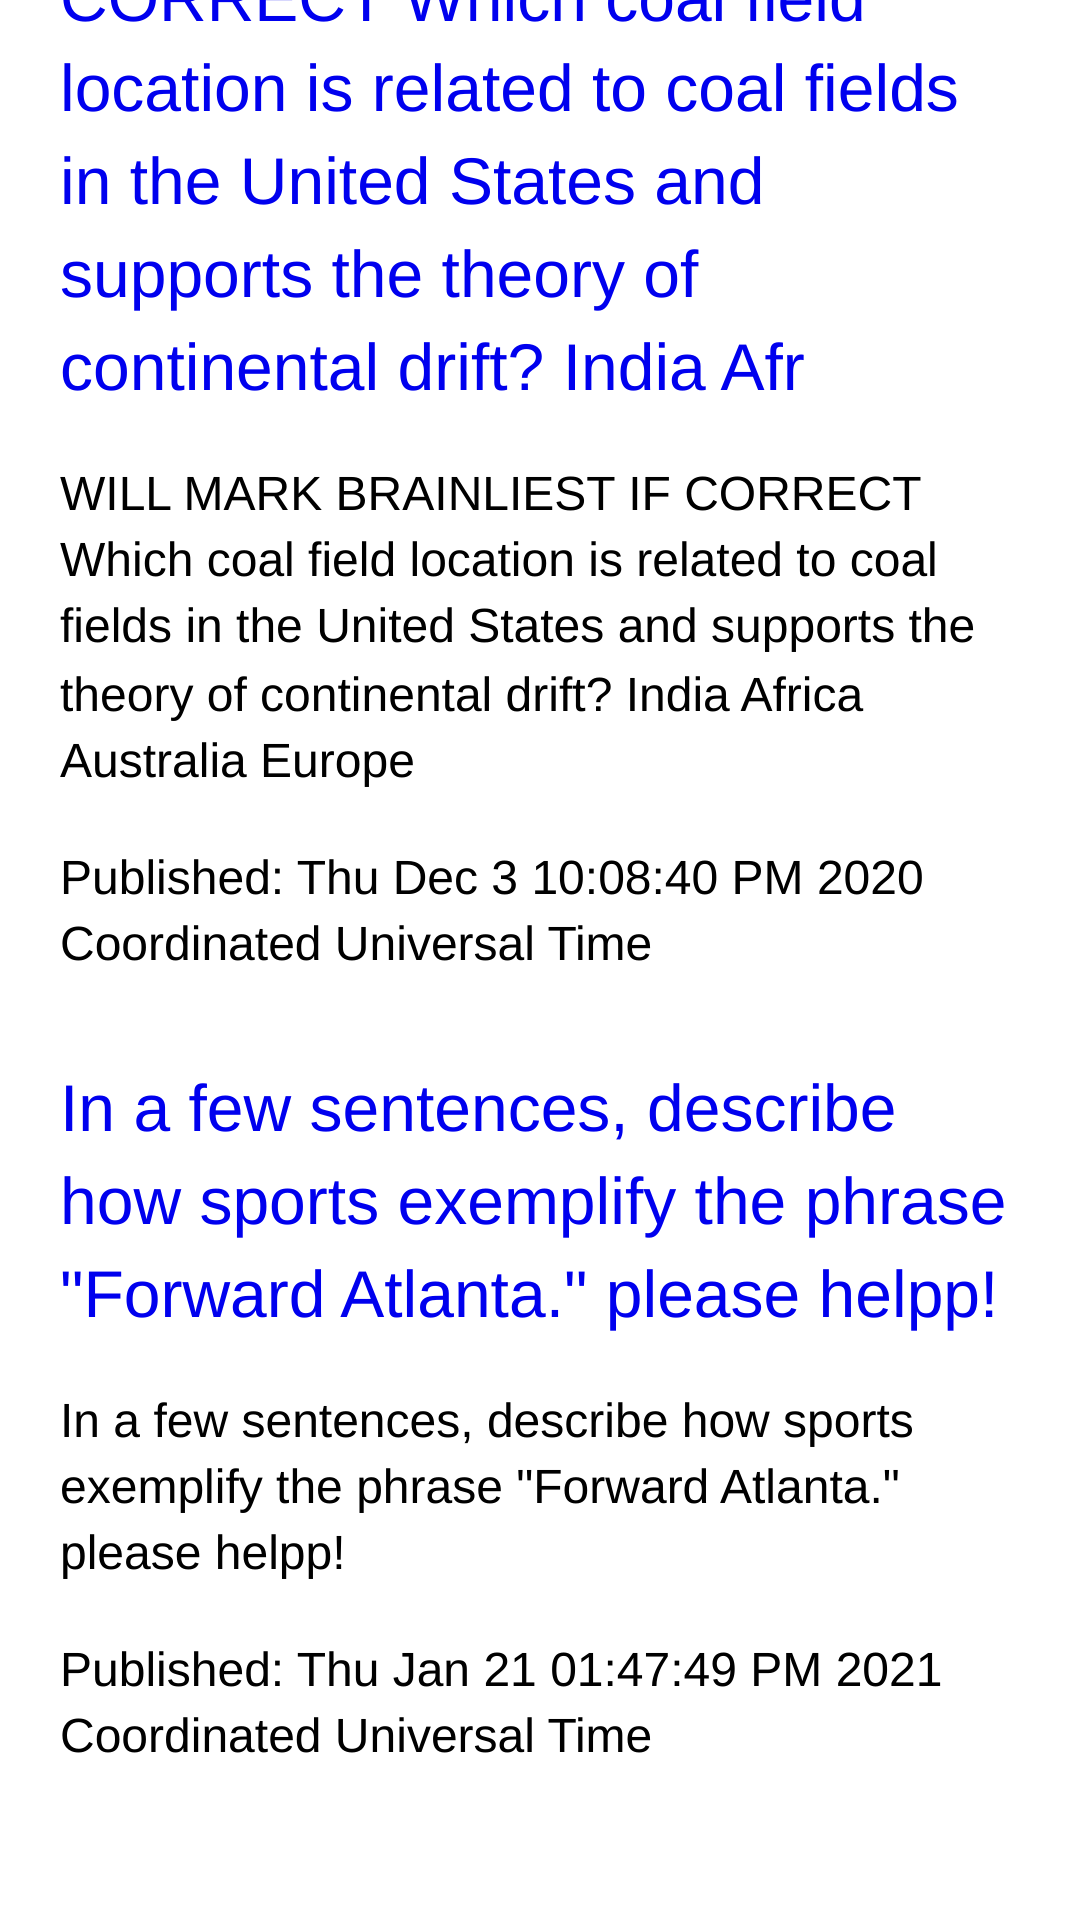 CORRECT Which coal field
location is related to coal fields
in the United States and
supports the theory of
continental drift? India Afr
WILL MARK BRAINLIEST IF CORRECT
Which coal field location is related to coal
fields in the United States and supports the
theory of continental drift? India Africa
Australia Europe
Published: Thu Dec 3 10:08:40 PM 2020
Coordinated Universal Time
In a few sentences, describe
how sports exemplify the phrase
"Forward Atlanta." please helpp!
In a few sentences, describe how sports
exemplify the phrase "Forward Atlanta."
please helpp!
Published: Thu Jan 21 01:47:49 PM 2021
Coordinated Universal Time